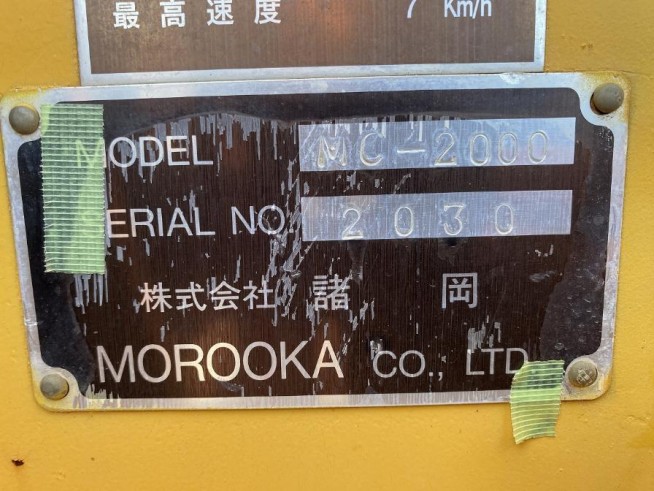 最高速度 7 Km/h
MODEL MC-2000
SERIAL NO. 2030
株式会社 諸岡
MOROOKA CO., LTD.